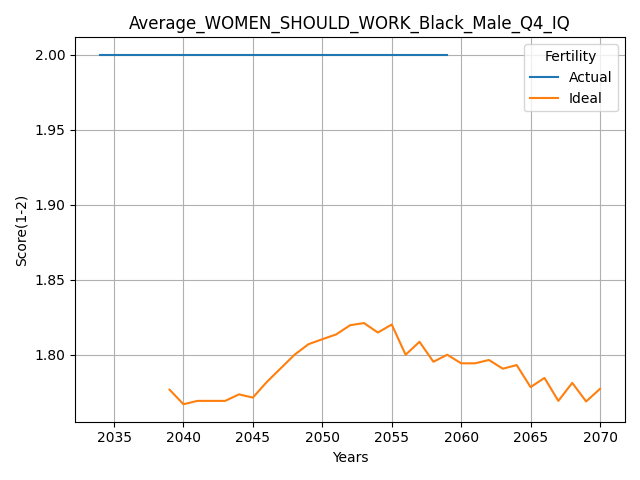 Average_WOMEN_SHOULD_WORK_Black_Male_Q4_IQ
Fertility
Actual
Ideal
Score(1-2)
2.00
1.95
1.90
1.85
1.80
2035 2040 2045 2050 2055 2060 2065 2070
Years